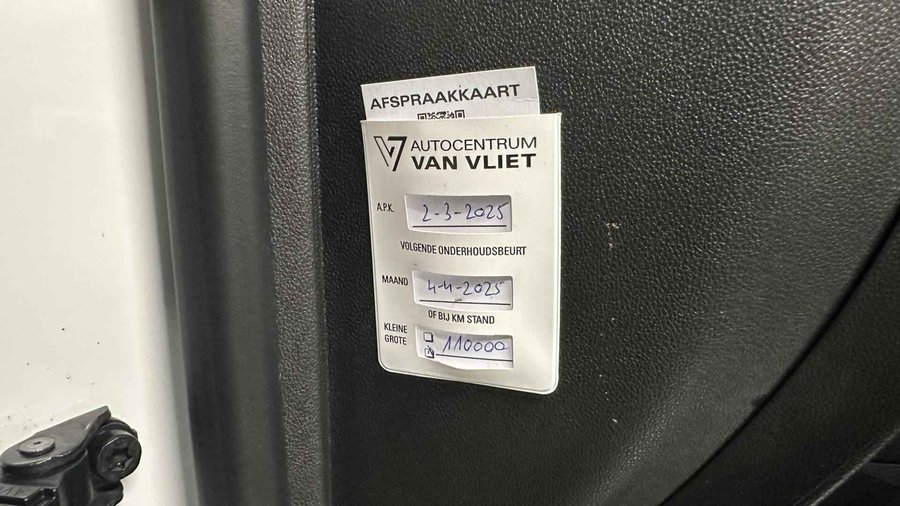 AFSPRAAKKAART
AUTOCENTRUM
VAN VLIET
A.P.K. 2-3-2025
VOLGENDE ONDERHOUDSBEURT
MAAND 4-4-2025
OF BIJ KM STAND
KLEINE
GROTE 110000